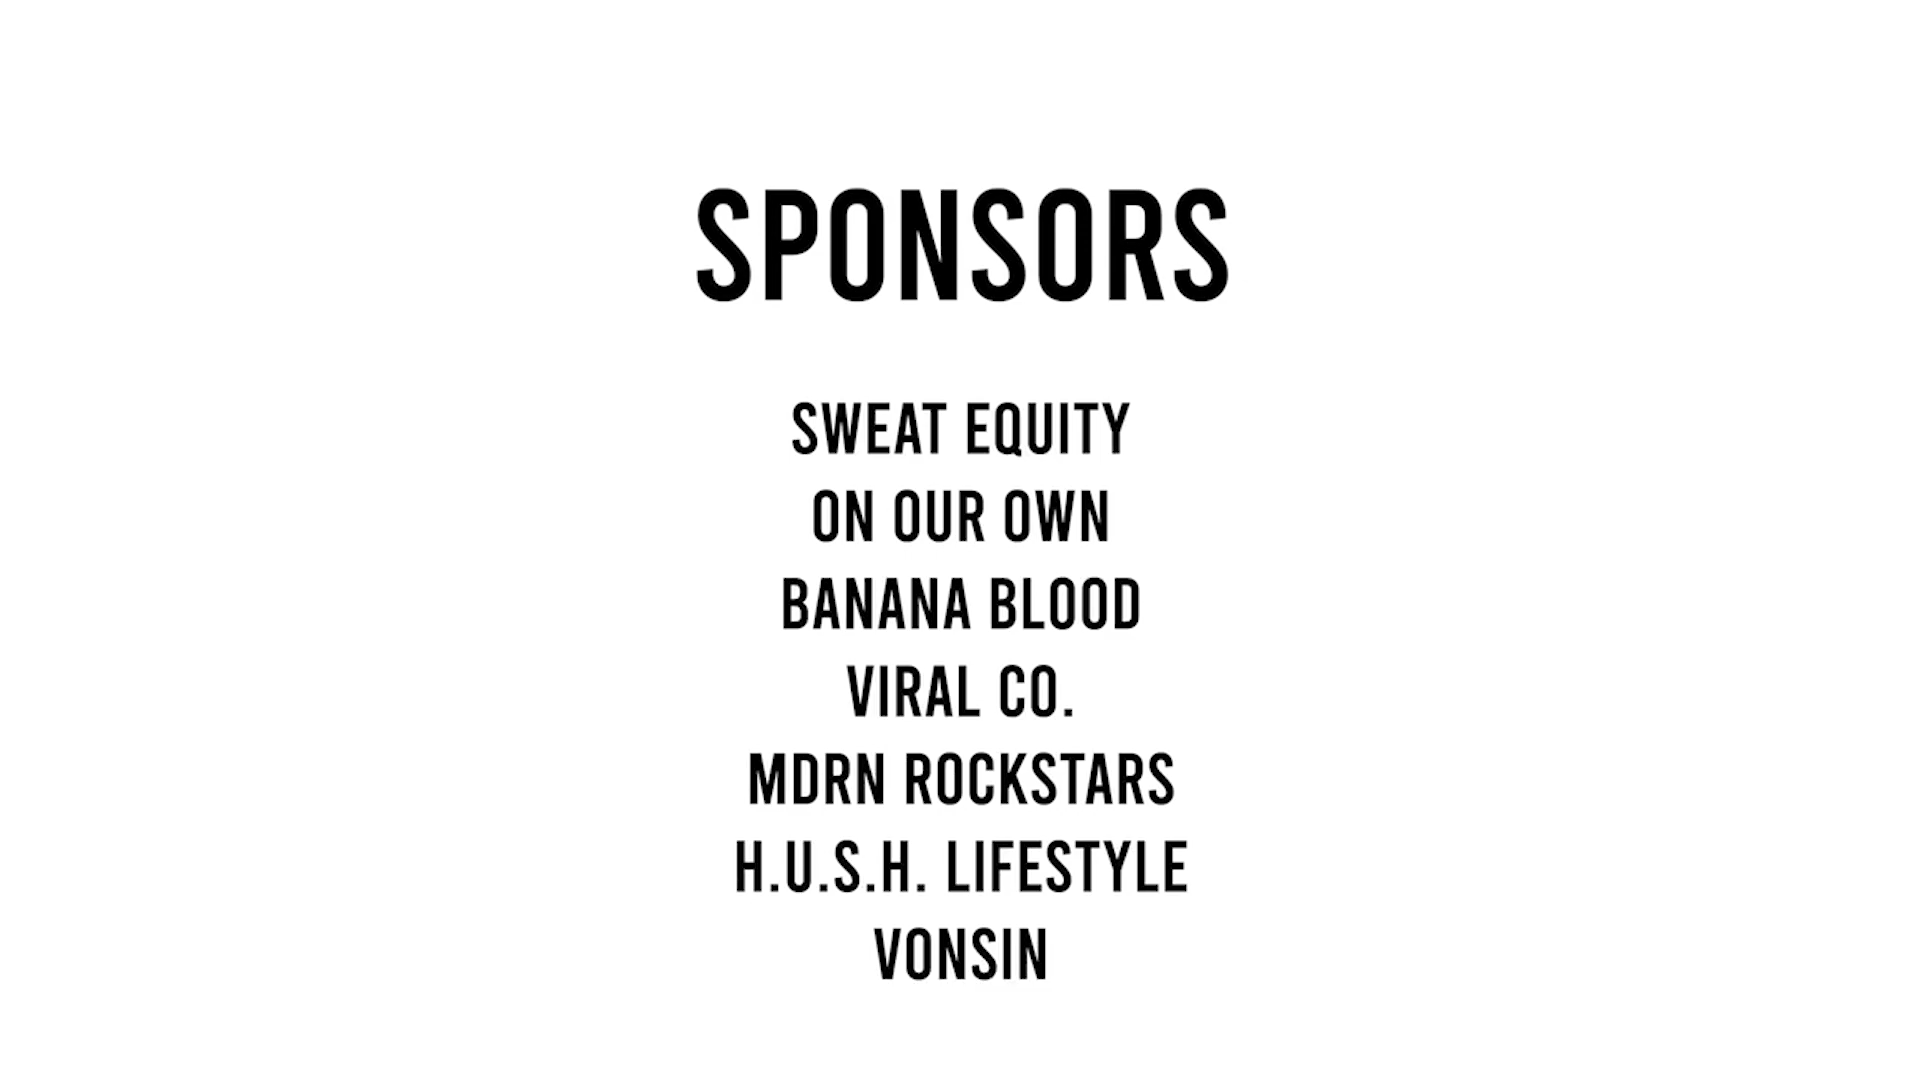 SPONSORS
SWEAT EQUITY
ON OUR OWN
BANANA BLOOD
VIRAL CO.
MDRN ROCKSTARS
H.U.S.H. LIFESTYLE
VONSIN